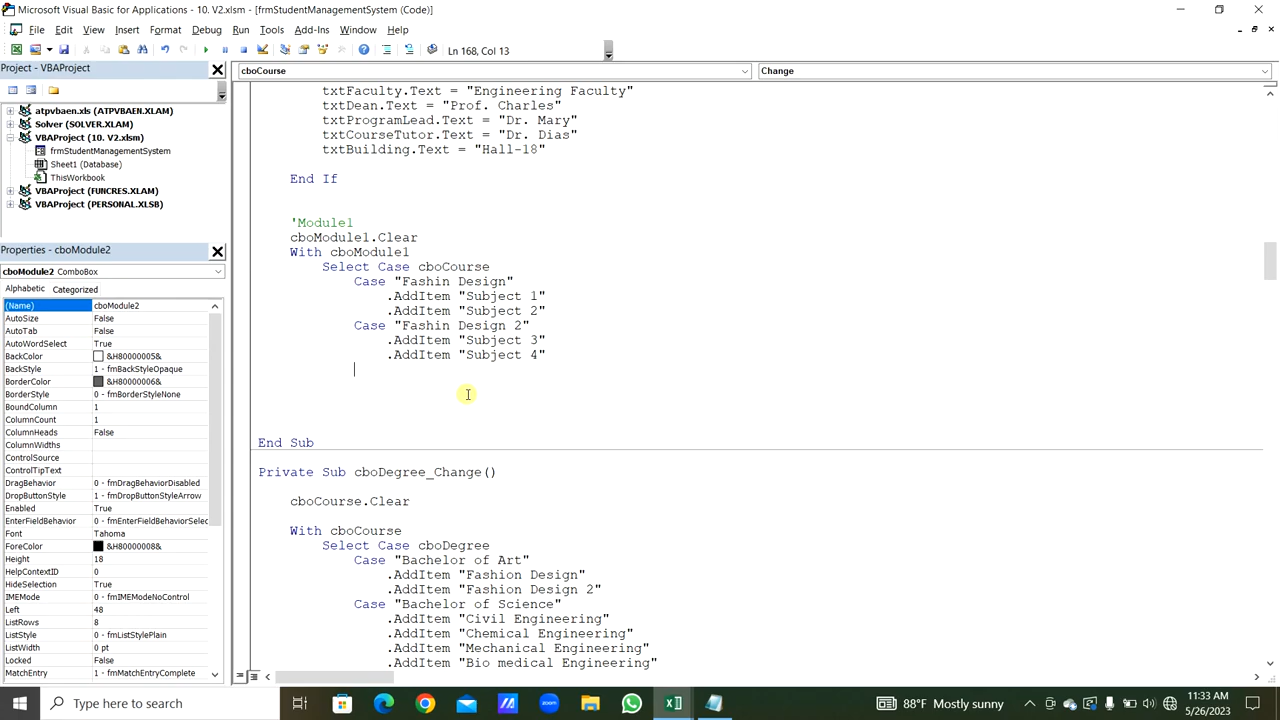 Microsoft Visual Basic for Applications - 10. V2.xlsm - [frmStudentManagementSystem (Code)]
File Edit View Insert Format Debug Run Tools Add-Ins Window Help
Ln 168, Col 13
Project - VBAProject
cboCourse
Change
atpvbaen.xls (ATPVBAEN.XLAM)
Solver (SOLVER.XLAM)
VBAProject (10. V2.xlsm)
frmStudentManagementSystem
Sheet1 (Database)
ThisWorkbook
VBAProject (FUNCRES.XLAM)
VBAProject (PERSONAL.XLSB)
Properties - cboModule2
cboModule2 ComboBox
Alphabetic Categorized
(Name) cboModule2
AutoSize False
AutoTab False
AutoWordSelect True
BackColor &H80000005&
BackStyle 1 - fmBackStyleOpaque
BorderColor &H80000006&
BorderStyle 0 - fmBorderStyleNone
BoundColumn 1
ColumnCount 1
ColumnHeads False
ColumnWidths
ControlSource
ControlTipText
DragBehavior 0 - fmDragBehaviorDisabled
DropButtonStyle 1 - fmDropButtonStyleArrow
Enabled True
EnterFieldBehavior 0 - fmEnterFieldBehaviorSelec
Font Tahoma
ForeColor &H80000008&
Height 18
HelpContextID 0
HideSelection True
IMEMode 0 - fmIMEModeNoControl
Left 48
ListRows 8
ListStyle 0 - fmListStylePlain
ListWidth 0 pt
Locked False
MatchEntry 1 - fmMatchEntryComplete
txtFaculty.Text = "Engineering Faculty"
txtDean.Text = "Prof. Charles"
txtProgramLead.Text = "Dr. Mary"
txtCourseTutor.Text = "Dr. Dias"
txtBuilding.Text = "Hall-18"
End If
'Module1
cboModule1.Clear
With cboModule1
Select Case cboCourse
Case "Fashin Design"
.AddItem "Subject 1"
.AddItem "Subject 2"
Case "Fashin Design 2"
.AddItem "Subject 3"
.AddItem "Subject 4"
End Sub
Private Sub cboDegree_Change()
cboCourse.Clear
With cboCourse
Select Case cboDegree
Case "Bachelor of Art"
.AddItem "Fashion Design"
.AddItem "Fashion Design 2"
Case "Bachelor of Science"
.AddItem "Civil Engineering"
.AddItem "Chemical Engineering"
.AddItem "Mechanical Engineering"
.AddItem "Bio medical Engineering"
Type here to search
zoom
88°F Mostly sunny
11:33 AM
5/26/2023